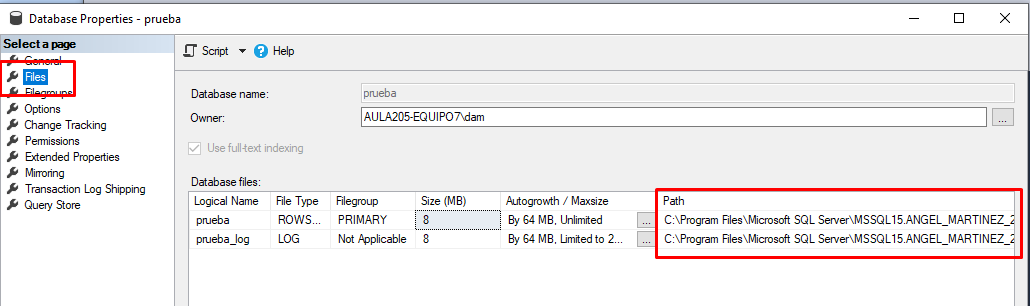 Database Properties - prueba
Select a page
General
Files
Filegroups
Options
Change Tracking
Permissions
Extended Properties
Mirroring
Transaction Log Shipping
Query Store
Script
Help
Database name:
prueba
Owner:
AULA205-EQUIPO7\dam
...
Use full-text indexing
Database files:
Logical Name File Type Filegroup Size (MB) Autogrowth / Maxsize Path
prueba ROWS... PRIMARY 8 By 64 MB, Unlimited ... C:\Program Files\Microsoft SQL Server\MSSQL15.ANGEL_MARTINEZ_2
prueba_log LOG Not Applicable 8 By 64 MB, Limited to 2... ... C:\Program Files\Microsoft SQL Server\MSSQL15.ANGEL_MARTINEZ_2